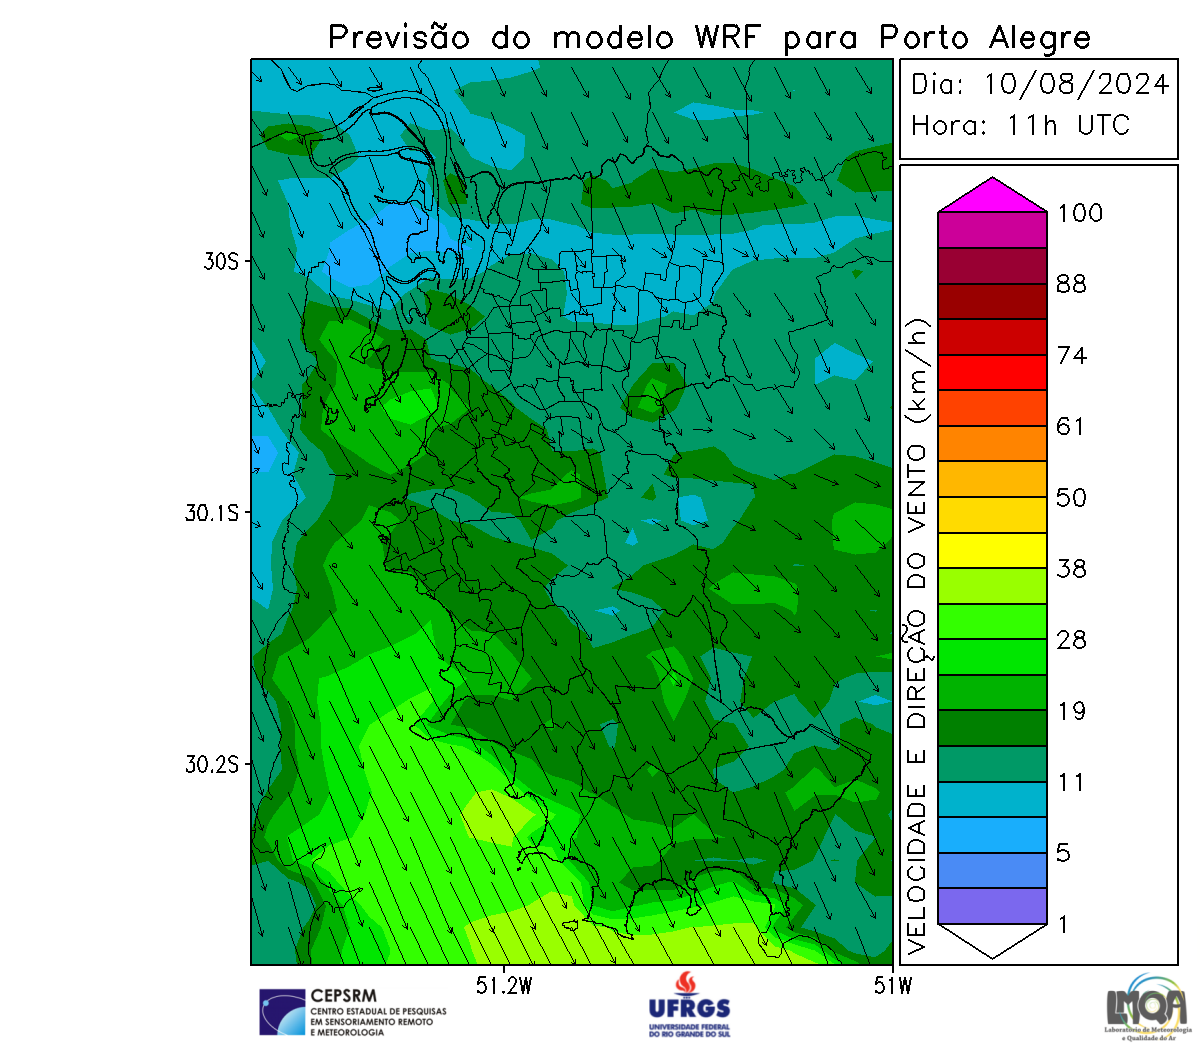 Previsão do modelo WRF para Porto Alegre
Dia: 10/08/2024
Hora: 11h UTC
30S
30.1S
30.2S
51.2W
51W
VELOCIDADE E DIREÇÃO DO VENTO (km/h)
100
88
74
61
50
38
28
19
11
5
1
CEPSRM
CENTRO ESTADUAL DE PESQUISAS
EM SENSORIAMENTO REMOTO
E METEOROLOGIA
UFRGS
UNIVERSIDADE FEDERAL
DO RIO GRANDE DO SUL
LMQA
Laboratório de Meteorologia
e Qualidade do Ar